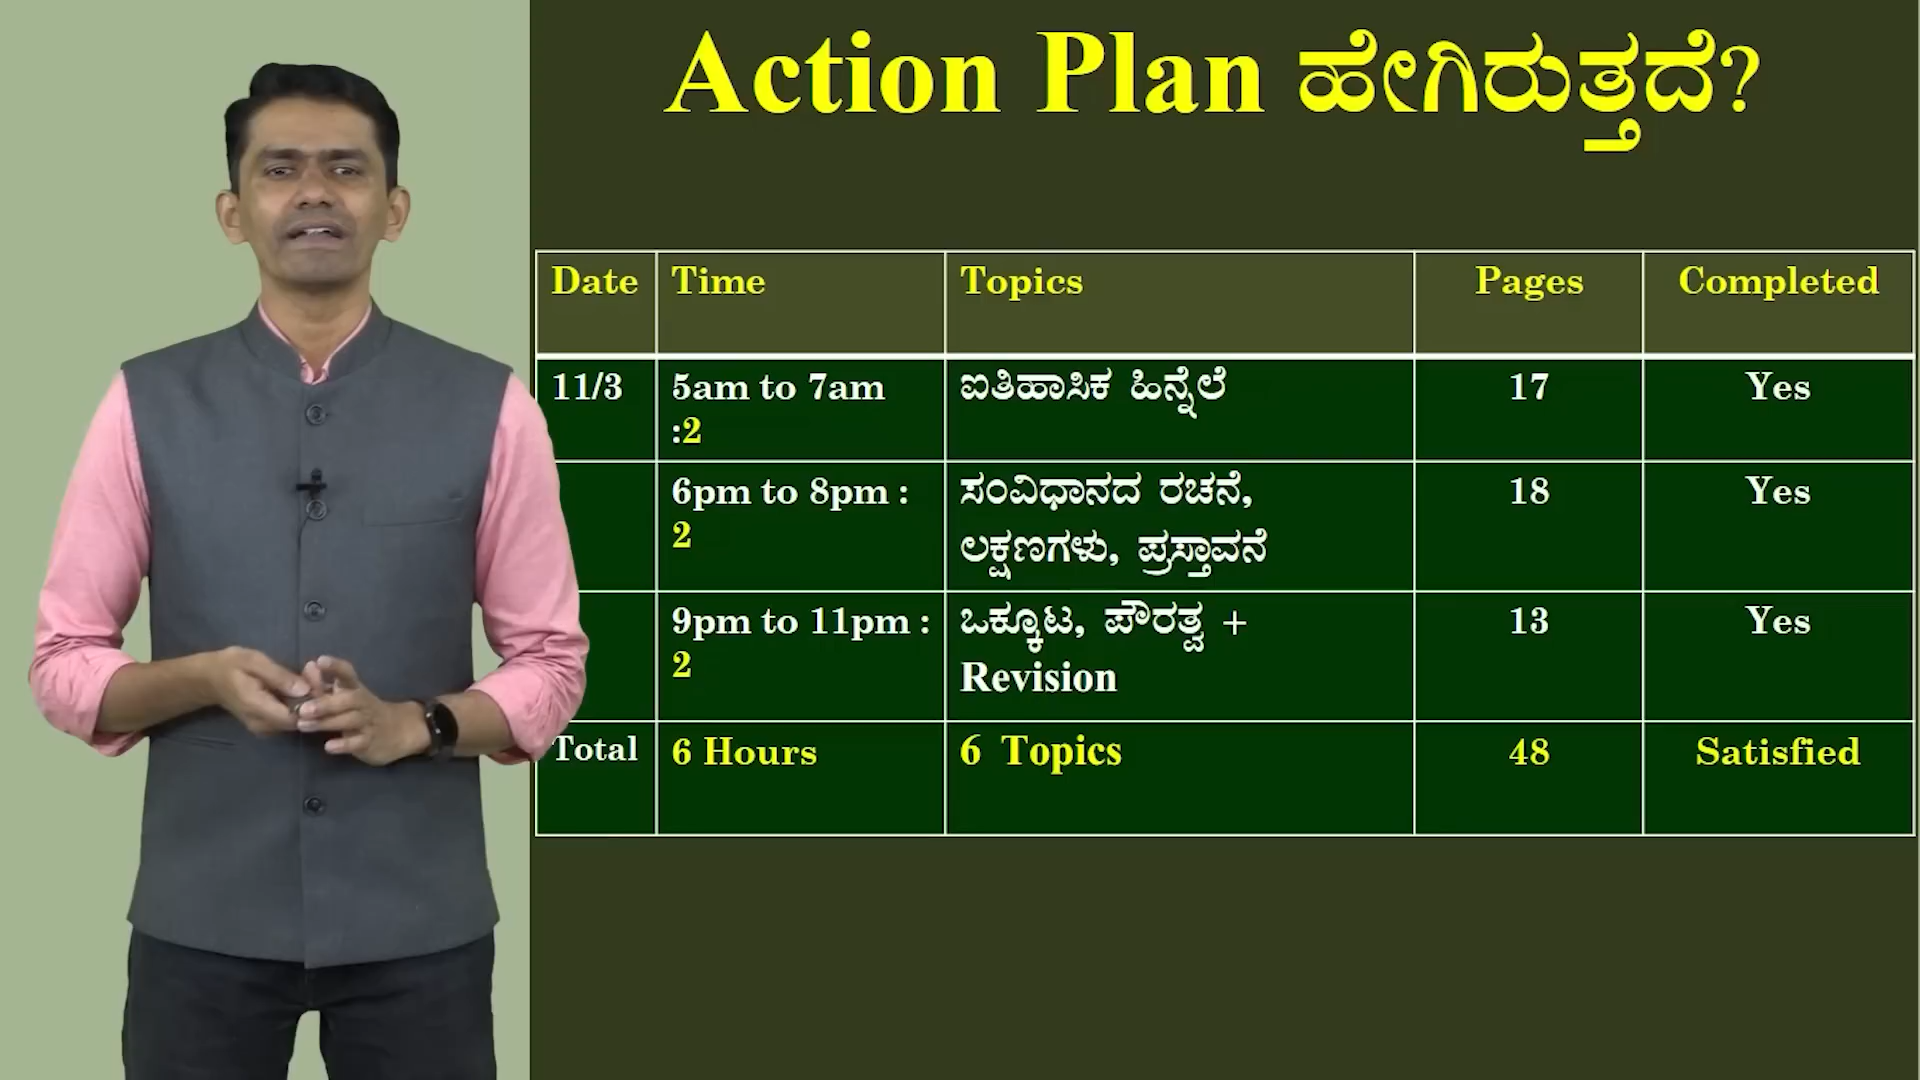 Action Plan ಹೇಗಿರುತ್ತದೆ?
Date Time Topics Pages Completed
11/3 5am to 7am ಐತಿಹಾಸಿಕ ಹಿನ್ನೆಲೆ 17 Yes
:2
6pm to 8pm : ಸಂವಿಧಾನದ ರಚನೆ, 18 Yes
2 ಲಕ್ಷಣಗಳು, ಪ್ರಸ್ತಾವನೆ
9pm to 11pm : ಒಕ್ಕೂಟ, ಪೌರತ್ವ + 13 Yes
2 Revision
Total 6 Hours 6 Topics 48 Satisfied